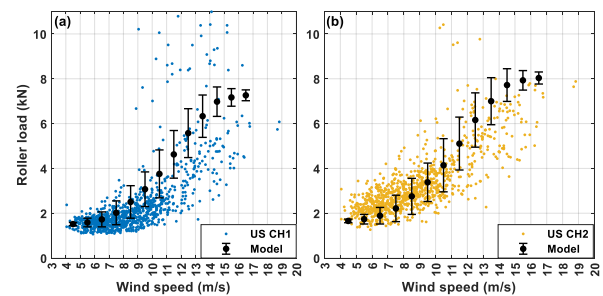 (a)
(b)
10
8
6
4
2
0
Roller load (kN)
US CH1
Model
3 4 5 6 7 8 9 10 11 12 13 14 15 16 17 18 19 20
Wind speed (m/s)
10
8
6
4
2
0
US CH2
Model
3 4 5 6 7 8 9 10 11 12 13 14 15 16 17 18 19 20
Wind speed (m/s)